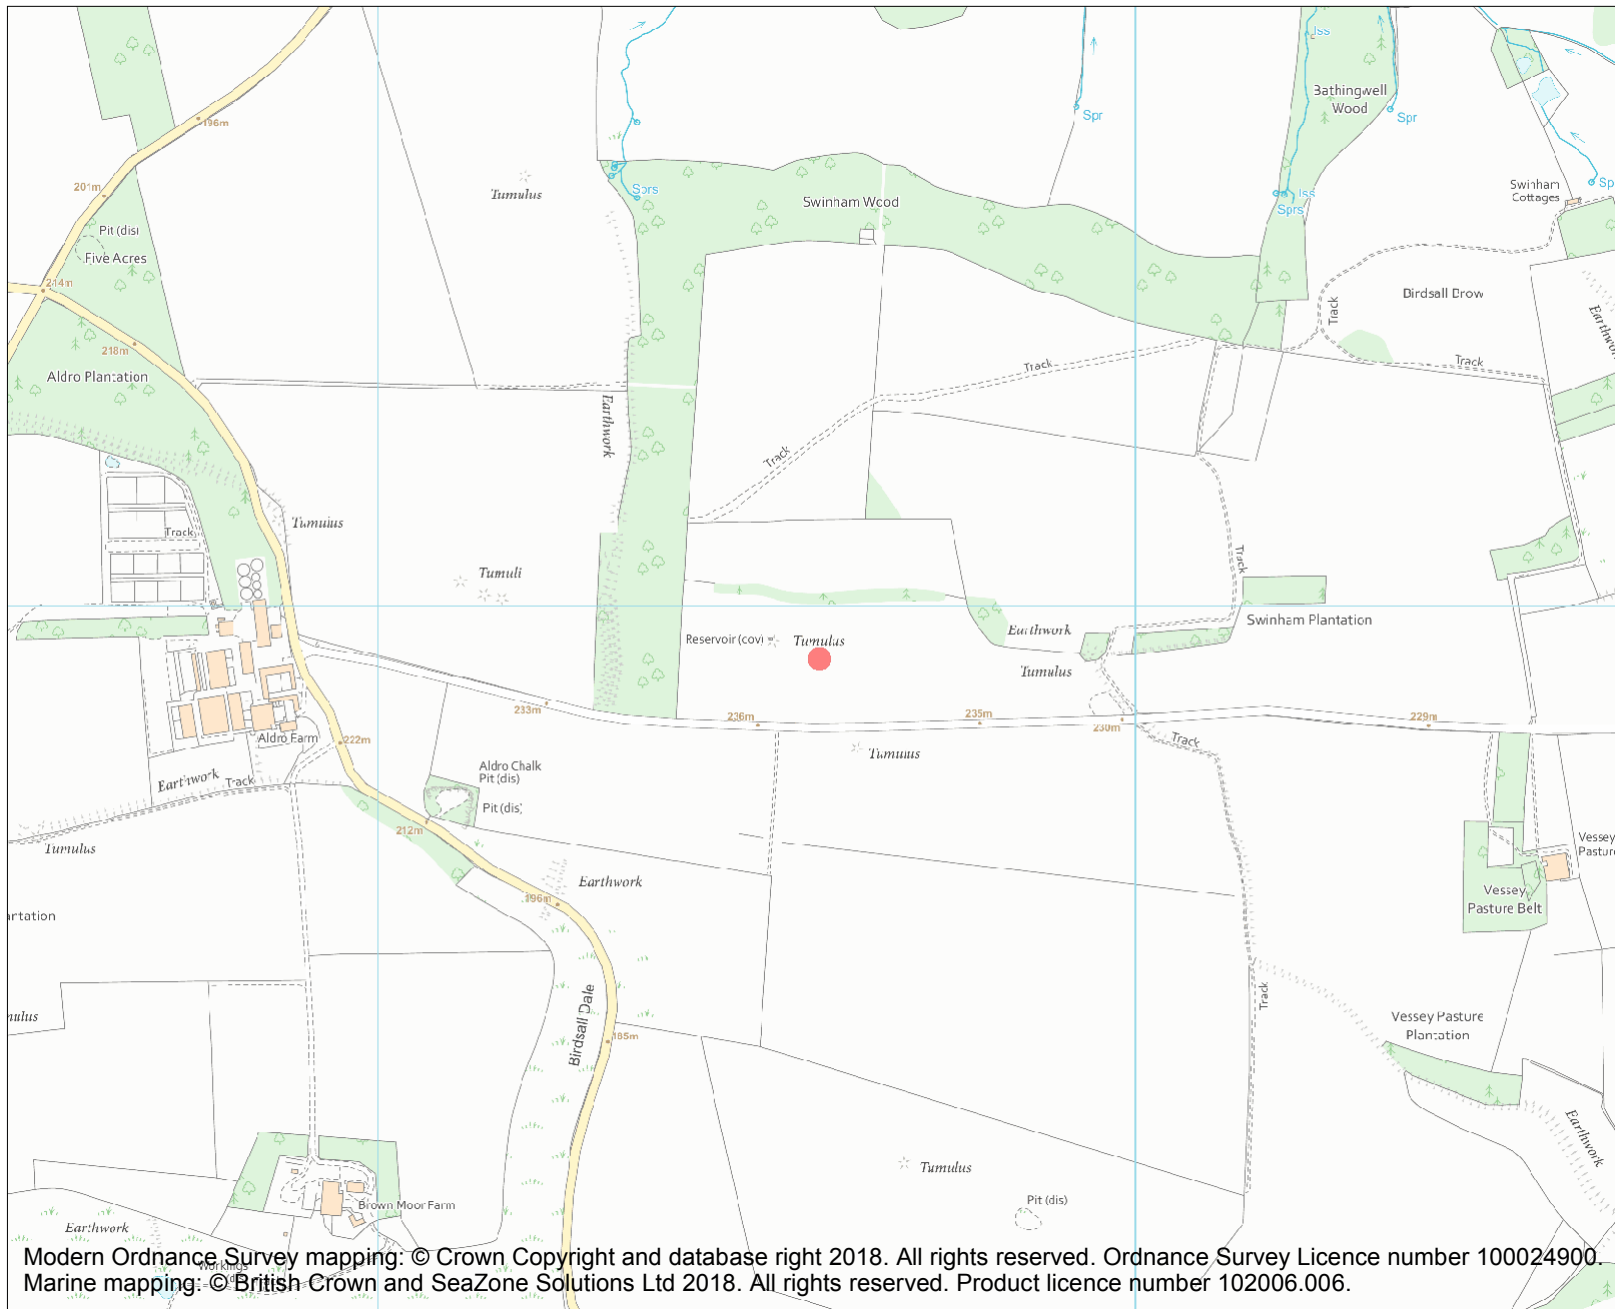 Iss
Bathingwell
Wood
Spr
Spr
196m
201m
Tumulus
Sprs
Swinham Wood
Iss
Sprs
Swinham
Cottages
Pit (dis)
Five Acres
214m
Birdsall Brow
Track
218m
Aldro Plantation
Track
Track
Earthwork
Earthwork
Track
Tumulus
Track
Track
Tumuli
Swinham Plantation
Earthwork
Reservoir (cov)
Tumulus
Tumulus
233m
236m
235m
230m
229m
Aldro Farm
222m
Tumulus
Track
Aldro Chalk
Pit (dis)
Earthwork
Track
Pit (dis)
212m
Tumulus
Vessey
Pasture
Earthwork
196m
Vessey
Pasture Belt
Birdsall Dale
Track
185m
Vessey Pasture
Plantation
Earthwork
Tumulus
Pit (dis)
Brown Moor Farm
Earthwork
Workings
Modern Ordnance Survey mapping: © Crown Copyright and database right 2018. All rights reserved. Ordnance Survey Licence number 100024900.
Marine mapping: © British Crown and SeaZone Solutions Ltd 2018. All rights reserved. Product licence number 102006.006.